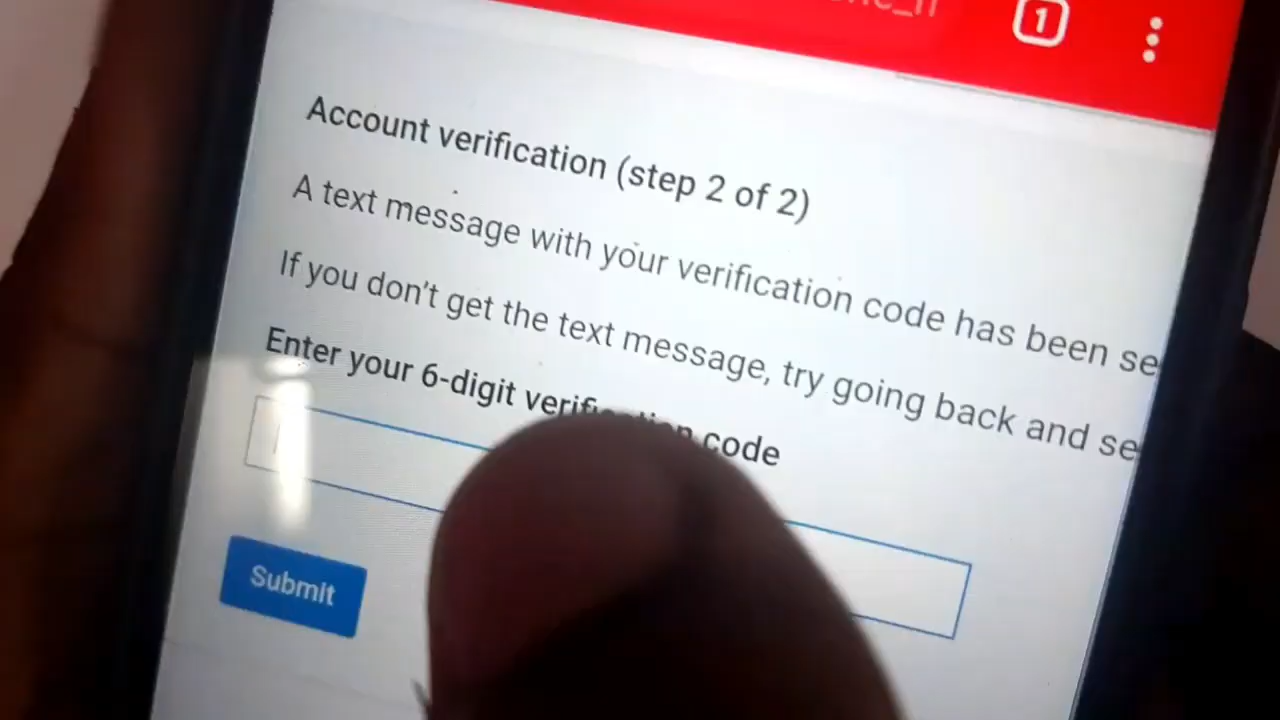 1
Account verification (step 2 of 2)
A text message with your verification code has been se
If you don't get the text message, try going back and se
Enter your 6-digit verification code
Submit